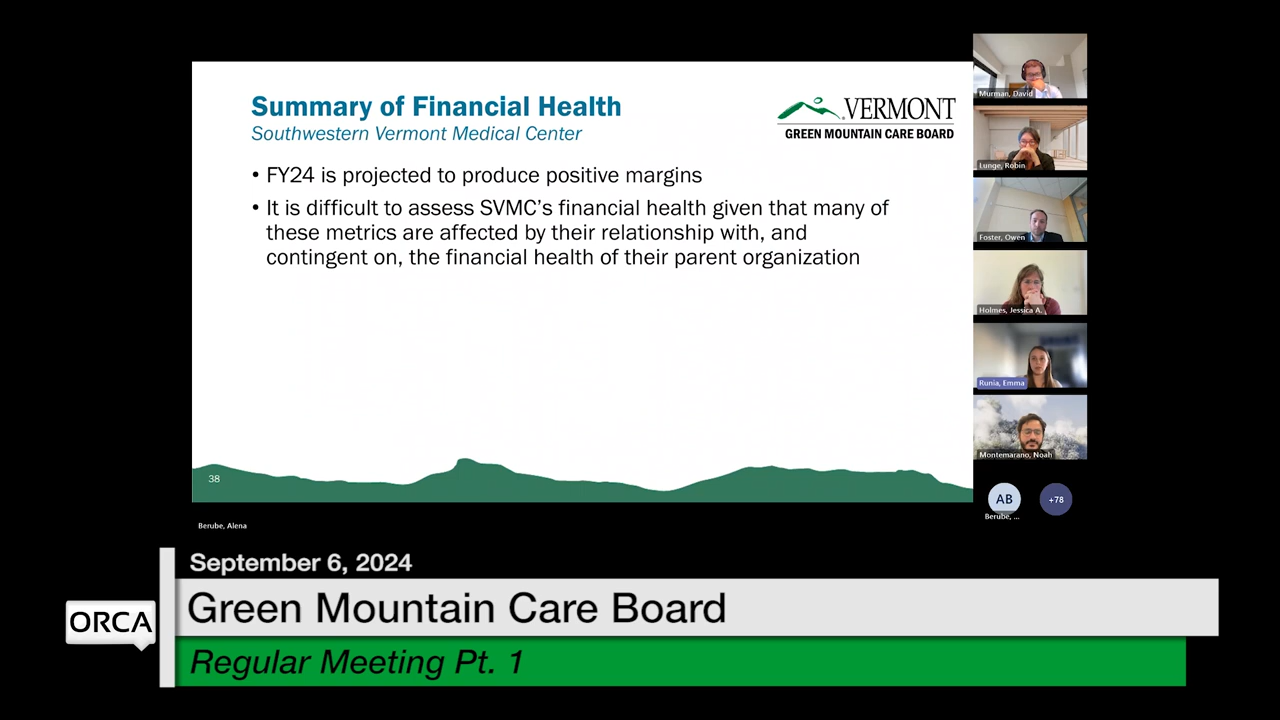 Summary of Financial Health
Southwestern Vermont Medical Center
VERMONT
GREEN MOUNTAIN CARE BOARD
• FY24 is projected to produce positive margins
• It is difficult to assess SVMC's financial health given that many of
these metrics are affected by their relationship with, and
contingent on, the financial health of their parent organization
38
Murman, David
Lunge, Robin
Foster, Owen
Holmes, Jessica A.
Runia, Emma
Montemarano, Noah
AB
+78
Berube, ...
Berube, Alena
September 6, 2024
ORCA
Green Mountain Care Board
Regular Meeting Pt. 1